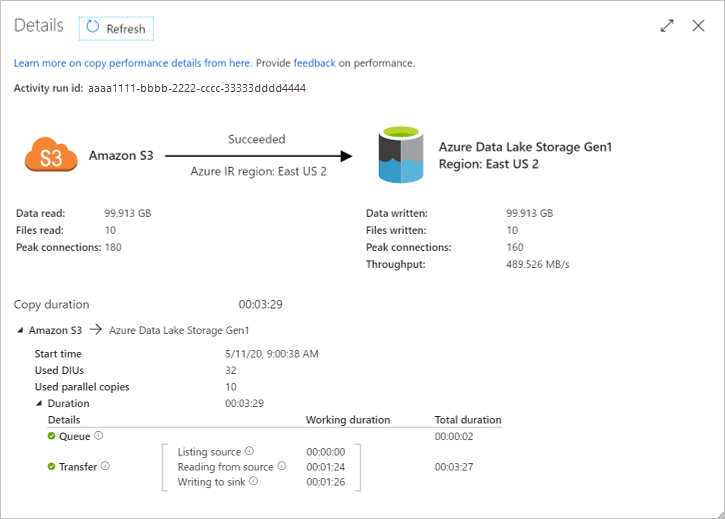 Details Refresh
Learn more on copy performance details from here. Provide feedback on performance.
Activity run id: aaaa1111-bbbb-2222-cccc-33333dddd4444
S3 Amazon S3
Succeeded
Azure IR region: East US 2
Azure Data Lake Storage Gen1
Region: East US 2
Data read: 99.913 GB
Files read: 10
Peak connections: 180
Data written: 99.913 GB
Files written: 10
Peak connections: 160
Throughput: 489.526 MB/s
Copy duration 00:03:29
Amazon S3 → Azure Data Lake Storage Gen1
Start time 5/11/20, 9:00:38 AM
Used DIUs 32
Used parallel copies 10
Duration 00:03:29
Details Working duration Total duration
Queue 00:00:02
Listing source 00:00:00
Transfer Reading from source 00:01:24 00:03:27
Writing to sink 00:01:26